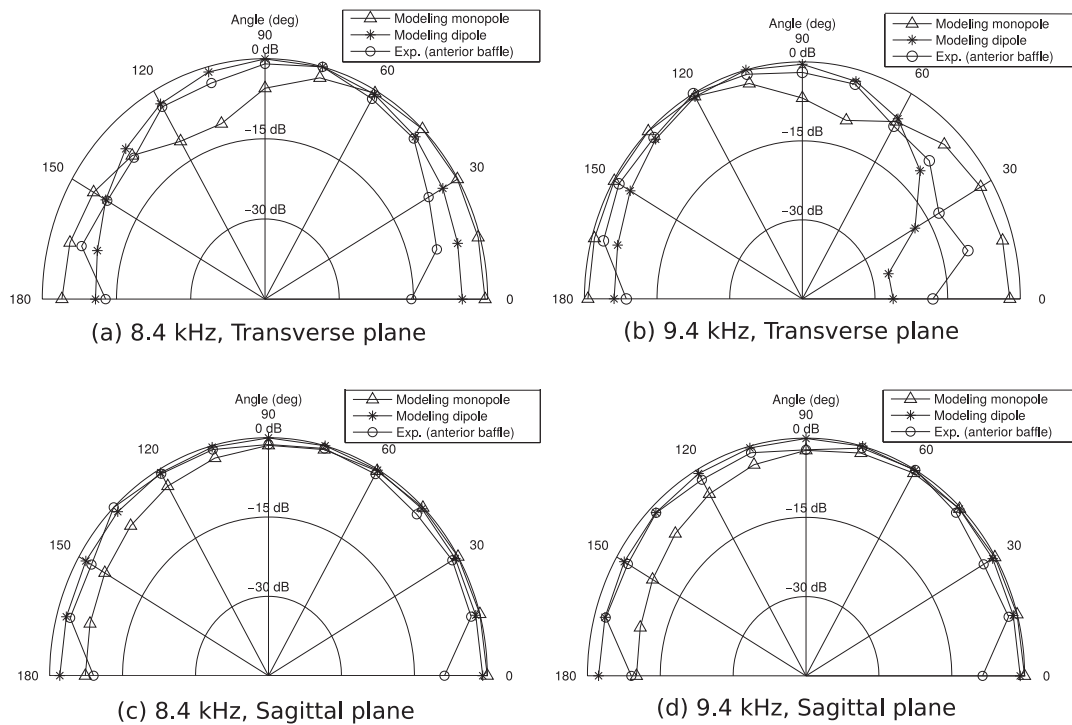 Angle (deg)
90
0 dB
Modeling monopole
Modeling dipole
Exp. (anterior baffle)
120
60
−15 dB
150
30
−30 dB
180
0
(a) 8.4 kHz, Transverse plane
Angle (deg)
90
0 dB
Modeling monopole
Modeling dipole
Exp. (anterior baffle)
120
60
−15 dB
150
30
−30 dB
180
0
(b) 9.4 kHz, Transverse plane
Angle (deg)
90
0 dB
Modeling monopole
Modeling dipole
Exp. (anterior baffle)
120
60
−15 dB
150
30
−30 dB
180
0
(c) 8.4 kHz, Sagittal plane
Angle (deg)
90
0 dB
Modeling monopole
Modeling dipole
Exp. (anterior baffle)
120
60
−15 dB
150
30
−30 dB
180
0
(d) 9.4 kHz, Sagittal plane